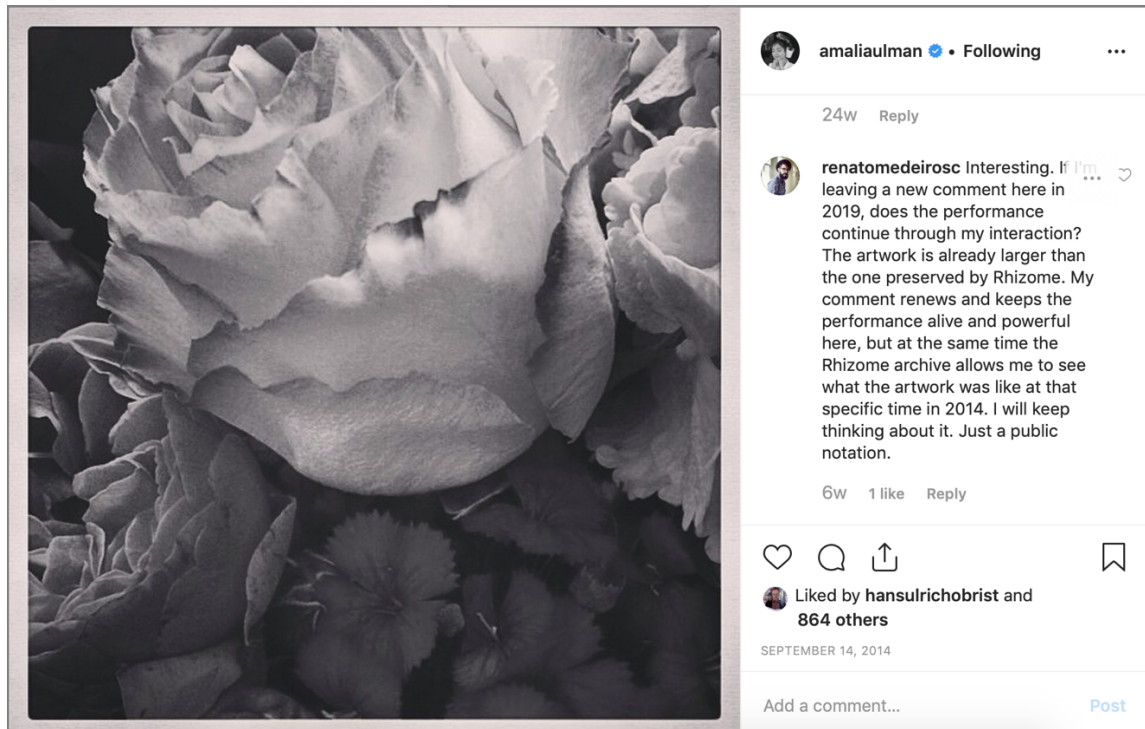 amaliaulman • Following
24w Reply
renatomedeirosc Interesting. If I'm
leaving a new comment here in
2019, does the performance
continue through my interaction?
The artwork is already larger than
the one preserved by Rhizome. My
comment renews and keeps the
performance alive and powerful
here, but at the same time the
Rhizome archive allows me to see
what the artwork was like at that
specific time in 2014. I will keep
thinking about it. Just a public
notation.
6w 1 like Reply
Liked by hansulrichobrist and
864 others
SEPTEMBER 14, 2014
Add a comment... Post